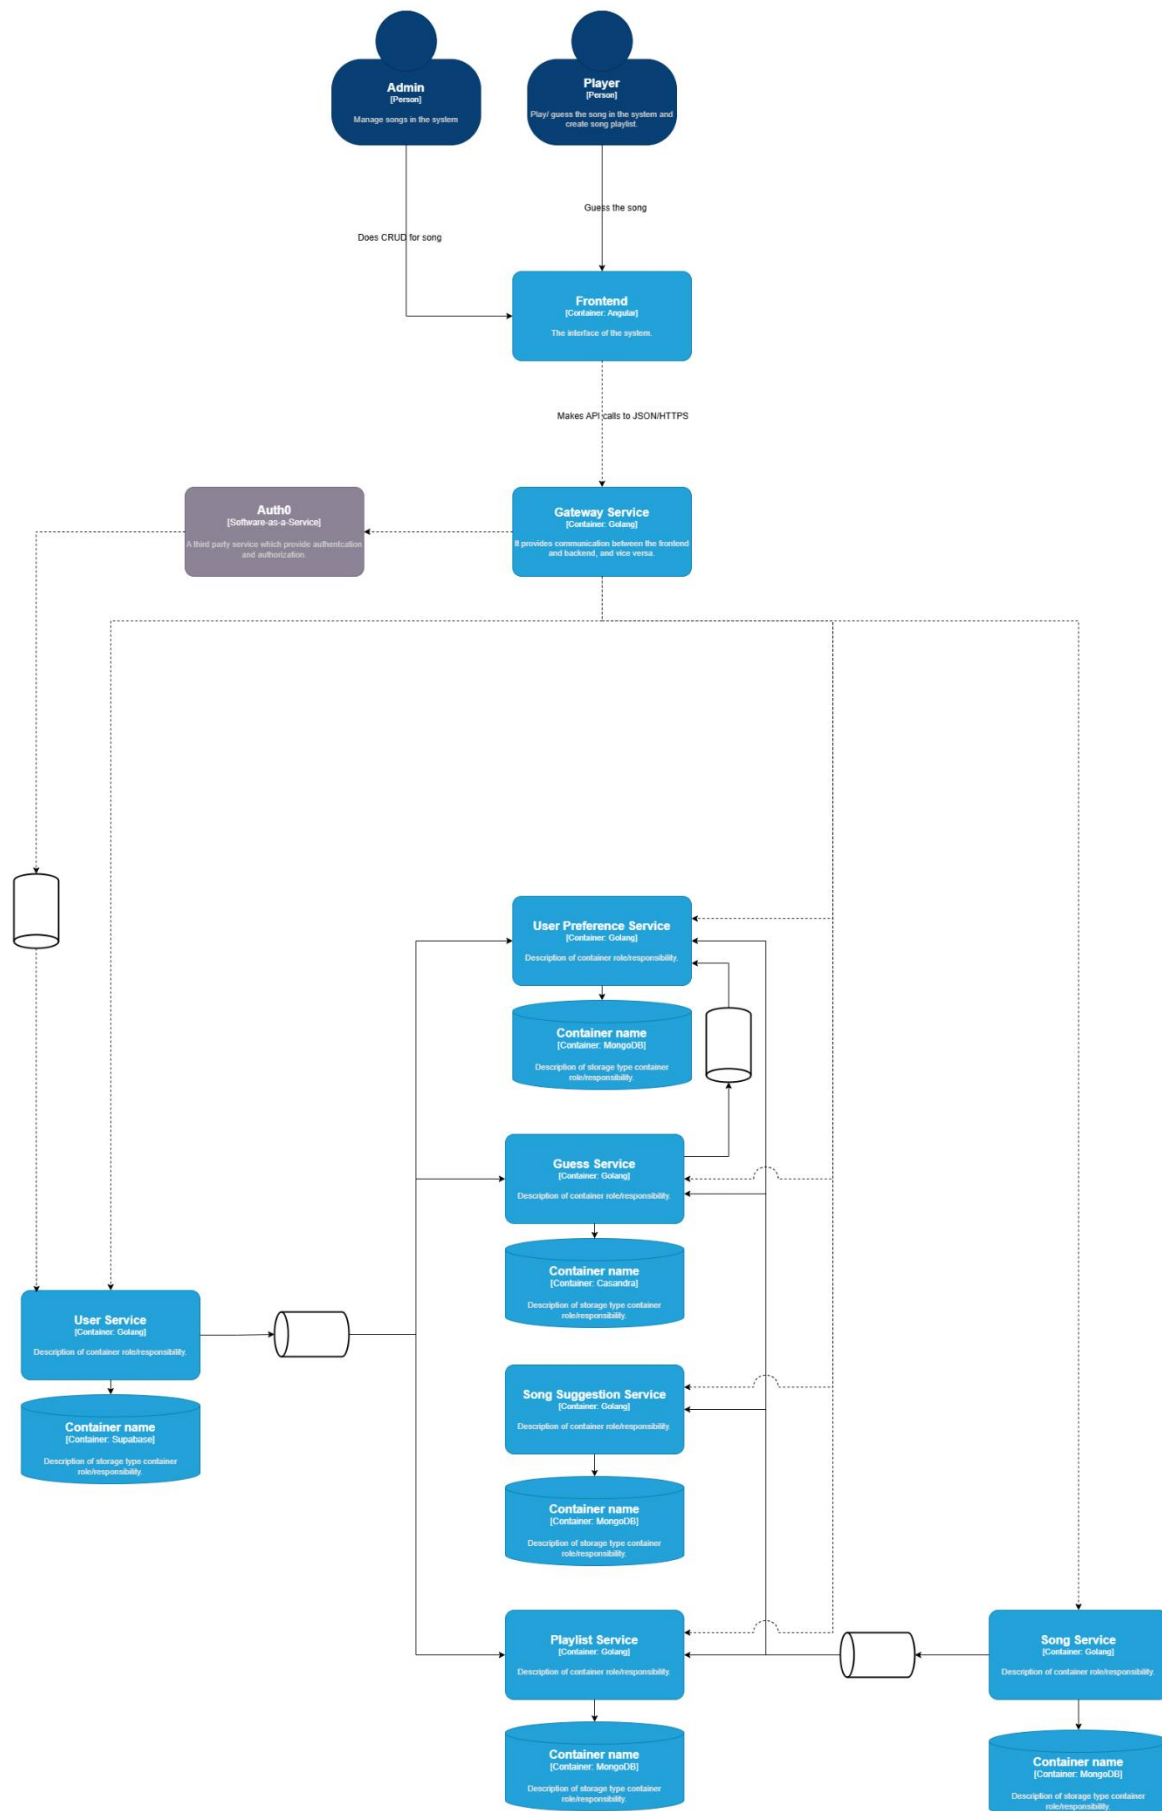 Admin
[Person]
Manage songs in the system
Player
[Person]
Play/ guess the song in the system and
create song playlist.
Guess the song
Does CRUD for song
Frontend
[Container: Angular]
The interface of the system.
Makes API calls to JSON/HTTPS
Auth0
[Software-as-a-Service]
A third party service which provide authentcation
and authorization.
Gateway Service
[Container: Golang]
It provides communication between the frontend
and backend, and vice versa.
User Preference Service
[Container: Golang]
Description of container role/responsibility.
Container name
[Container: MongoDB]
Description of storage type container
role/responsibility.
Guess Service
[Container: Golang]
Description of container role/responsibility.
Container name
[Container: Casandra]
Description of storage type container
role/responsibility.
User Service
[Container: Golang]
Description of container role/responsibility.
Container name
[Container: Supabase]
Description of storage type container
role/responsibility.
Song Suggestion Service
[Container: Golang]
Description of container role/responsibility.
Container name
[Container: MongoDB]
Description of storage type container
role/responsibility.
Playlist Service
[Container: Golang]
Description of container role/responsibility.
Container name
[Container: MongoDB]
Description of storage type container
role/responsibility.
Song Service
[Container: Golang]
Description of container role/responsibility.
Container name
[Container: MongoDB]
Description of storage type container
role/responsibility.